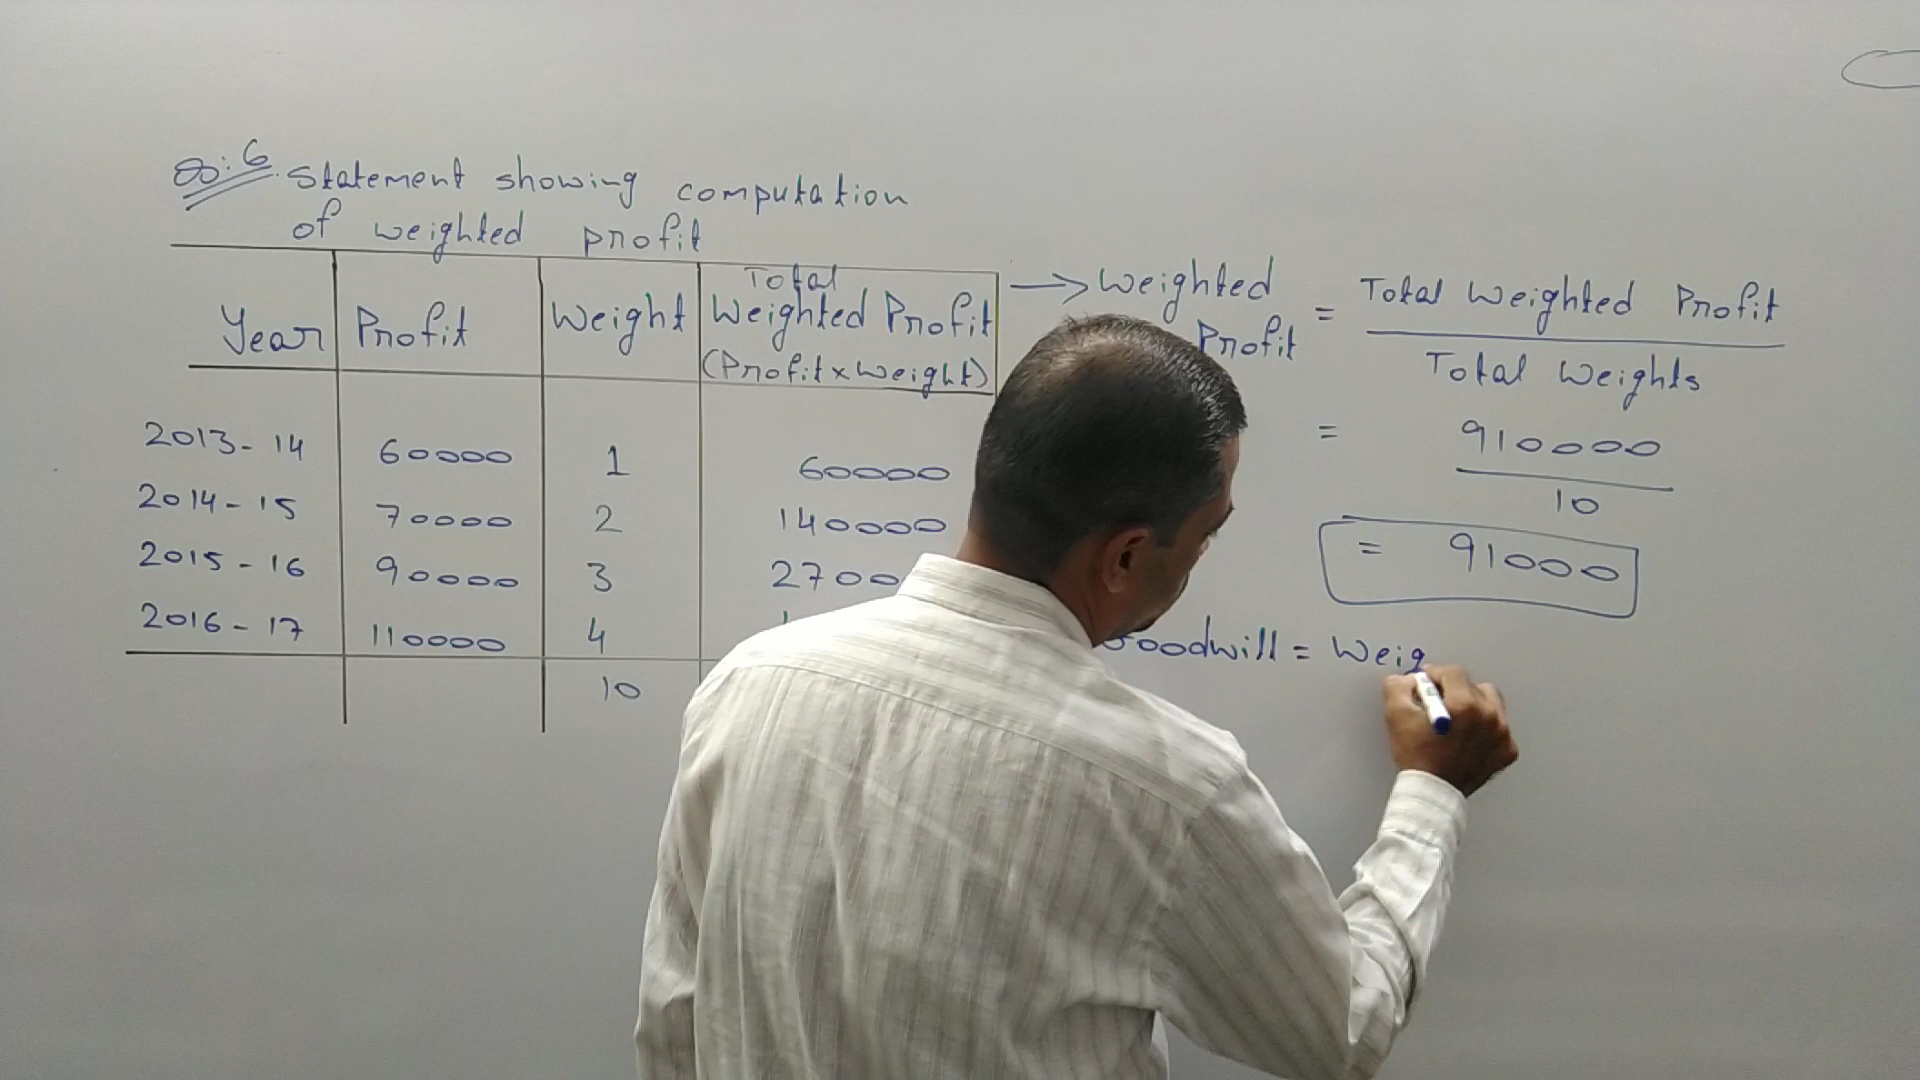 Statement showing computation
of weighted profit
Year Profit Weight Total Weighted Profit (Profit x Weight)
2013-14 60000 1 60000
2014-15 70000 2 140000
2015-16 90000 3 2700
2016-17 110000 4
10
→ Weighted Profit = Total Weighted Profit
Total Weights
= 910000
10
= 91000
oodwill = Weig